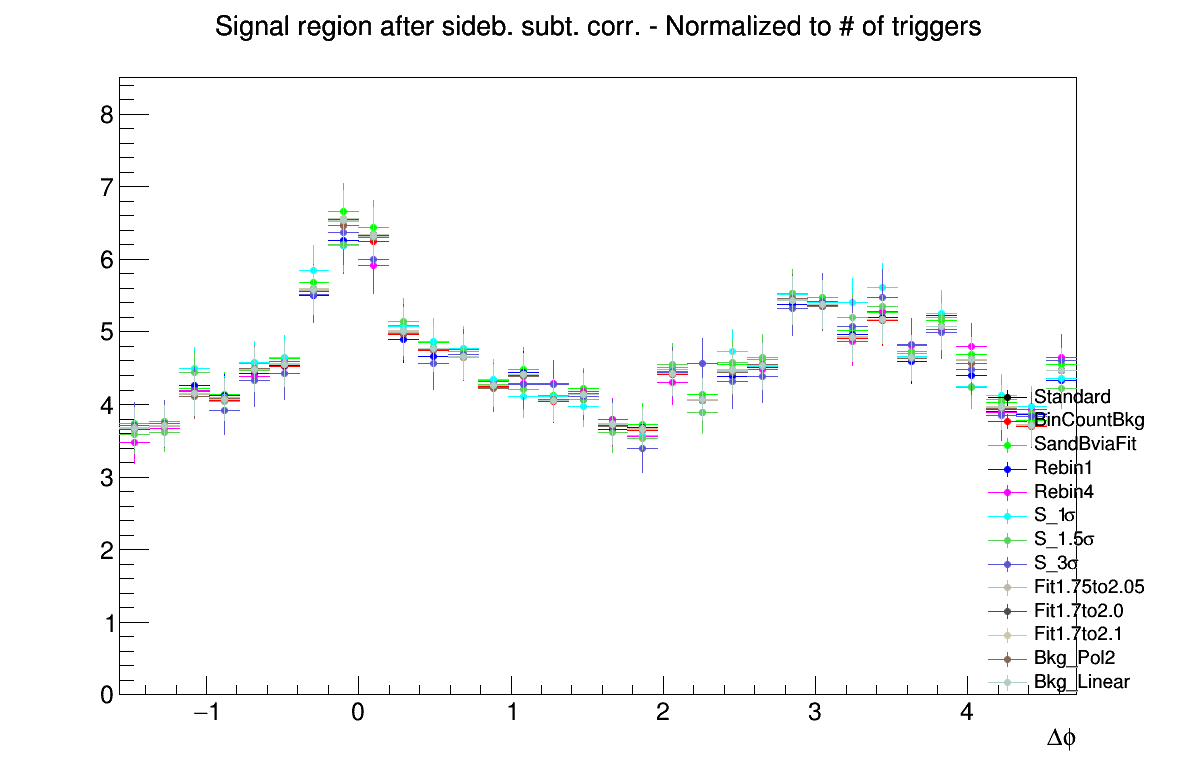 Signal region after sideb. subt. corr. - Normalized to # of triggers
8
7
6
5
4
3
2
1
0
Standard
BinCountBkg
SandBviaFit
Rebin1
Rebin4
S_1σ
S_1.5σ
S_3σ
Fit1.75to2.05
Fit1.7to2.0
Fit1.7to2.1
Bkg_Pol2
Bkg_Linear
−1 0 1 2 3 4
Δϕ